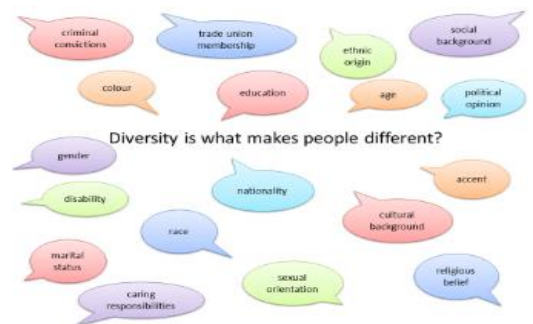 criminal
convictions
trade union
membership
ethnic
origin
social
background
colour
education
age
political
opinion
Diversity is what makes people different?
gender
disability
nationality
accent
race
cultural
background
marital
status
caring
responsibilities
sexual
orientation
religious
belief